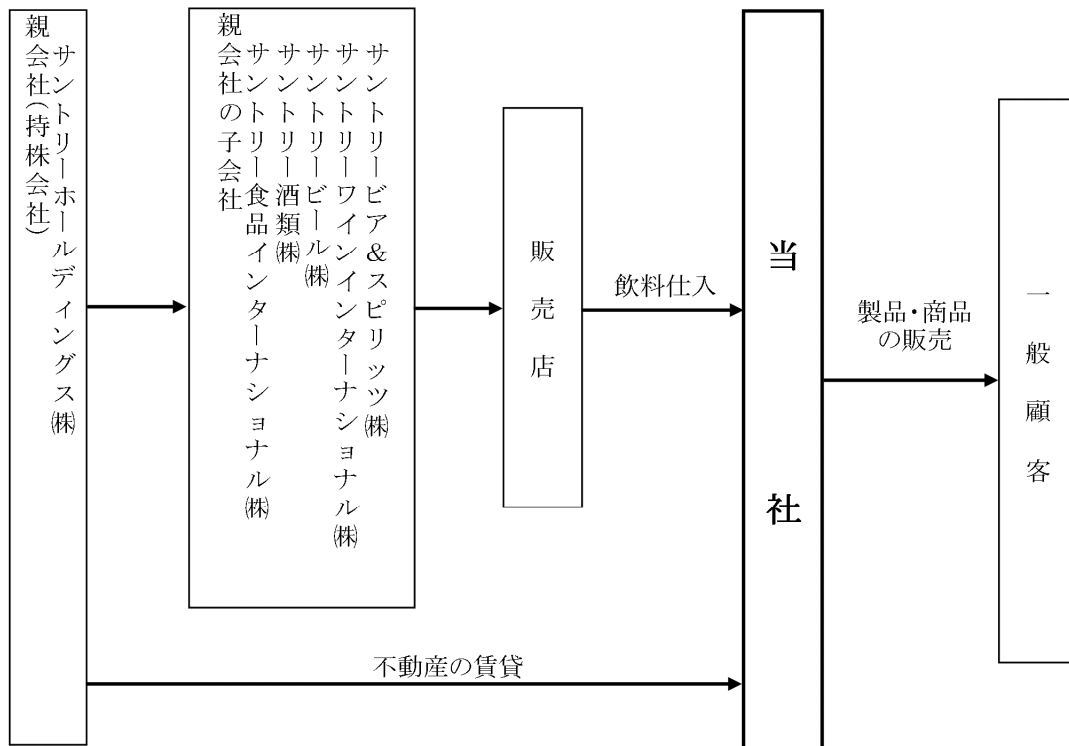 親会社(持株会社)
サントリーホールディングス㈱
親会社の子会社
サントリー食品インターナショナル㈱
サントリー酒類㈱
サントリービール㈱
サントリーワインインターナショナル㈱
サントリービア&スピリッツ㈱
販売店
飲料仕入
当社
製品・商品
の販売
一般顧客
不動産の賃貸